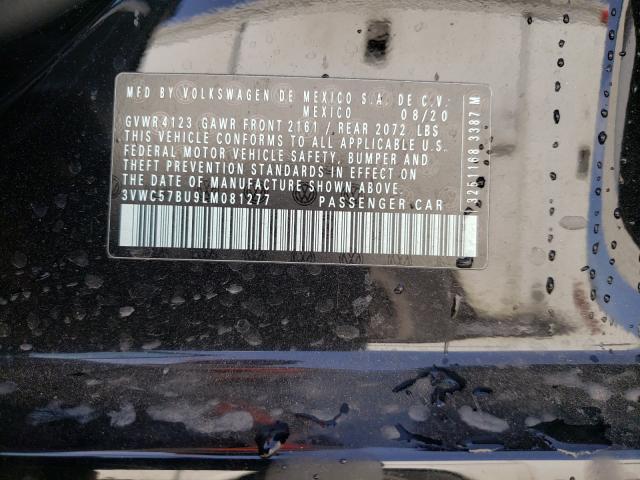 MFD BY VOLKSWAGEN DE MEXICO S.A. DE C.V.
MEXICO 08/20
GVWR 4123 GAWR FRONT 2161 / REAR 2072 LBS
THIS VEHICLE CONFORMS TO ALL APPLICABLE U.S.
FEDERAL MOTOR VEHICLE SAFETY, BUMPER AND
THEFT PREVENTION STANDARDS IN EFFECT ON
DATE OF MANUFACTURE SHOWN ABOVE.
3VWC57BU9LM081277 PASSENGER CAR
32511168 3387 M